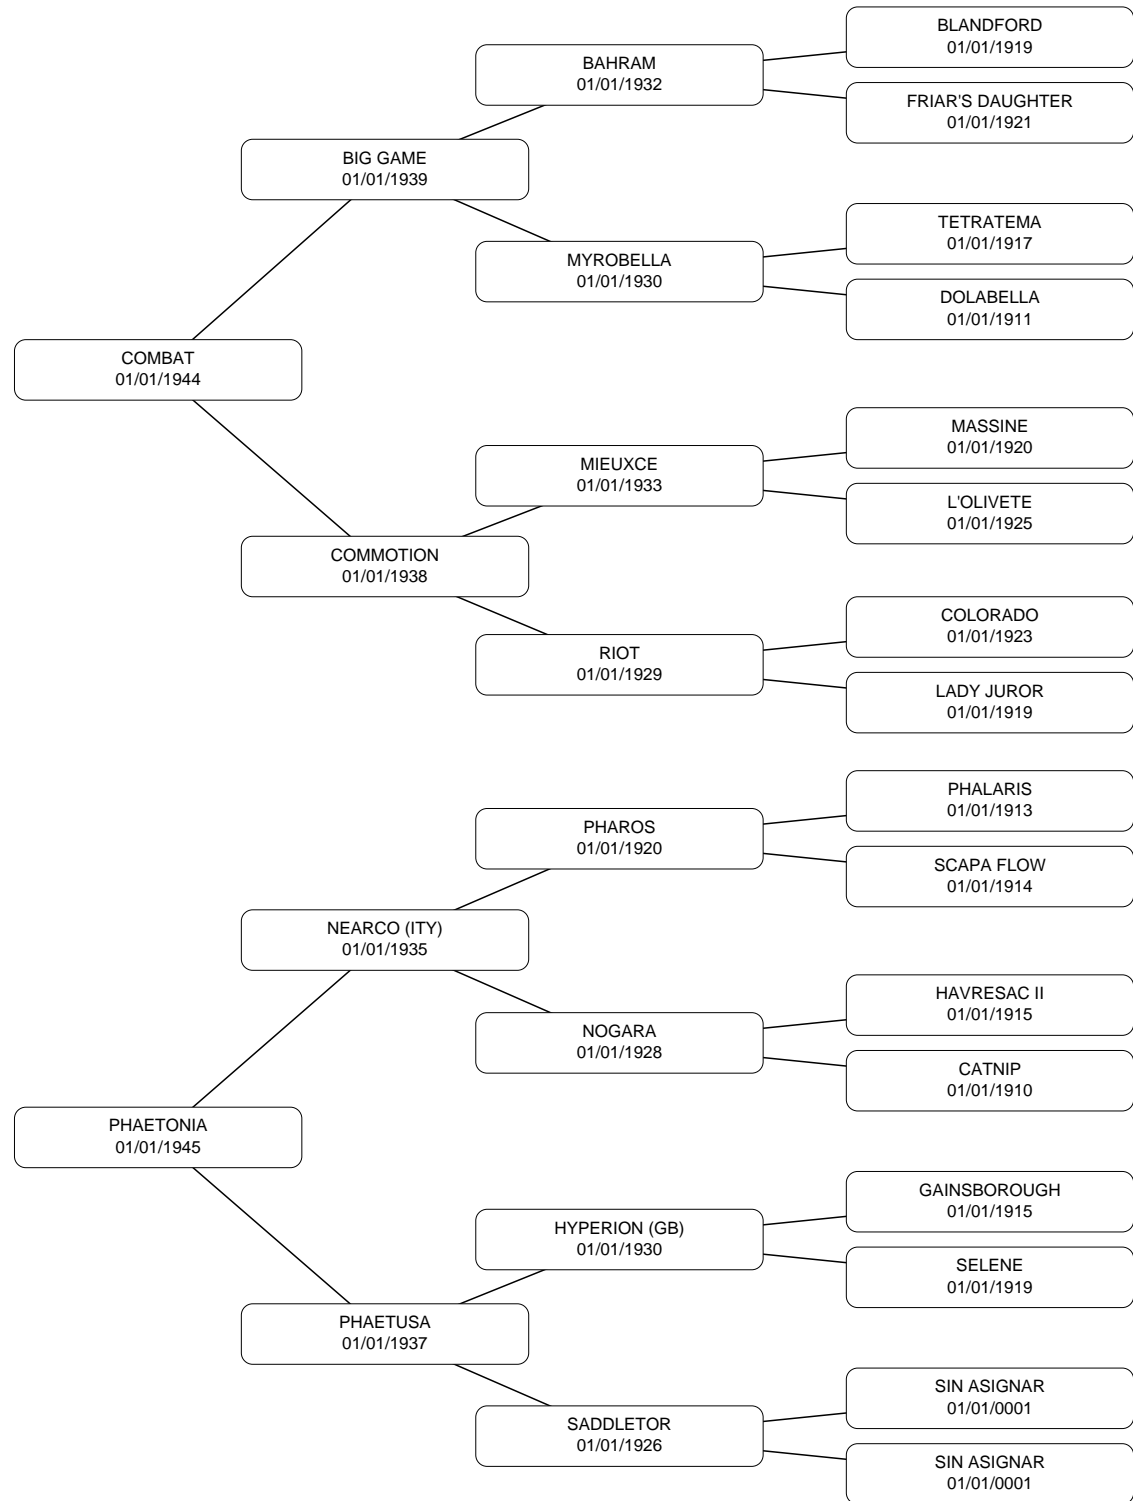 BLANDFORD
01/01/1919
BAHRAM
01/01/1932
FRIAR'S DAUGHTER
01/01/1921
BIG GAME
01/01/1939
TETRATEMA
01/01/1917
MYROBELLA
01/01/1930
DOLABELLA
01/01/1911
COMBAT
01/01/1944
MASSINE
01/01/1920
MIEUXCE
01/01/1933
L'OLIVETE
01/01/1925
COMMOTION
01/01/1938
COLORADO
01/01/1923
RIOT
01/01/1929
LADY JUROR
01/01/1919
PHALARIS
01/01/1913
PHAROS
01/01/1920
SCAPA FLOW
01/01/1914
NEARCO (ITY)
01/01/1935
HAVRESAC II
01/01/1915
NOGARA
01/01/1928
CATNIP
01/01/1910
PHAETONIA
01/01/1945
GAINSBOROUGH
01/01/1915
HYPERION (GB)
01/01/1930
SELENE
01/01/1919
PHAETUSA
01/01/1937
SIN ASIGNAR
01/01/0001
SADDLETOR
01/01/1926
SIN ASIGNAR
01/01/0001